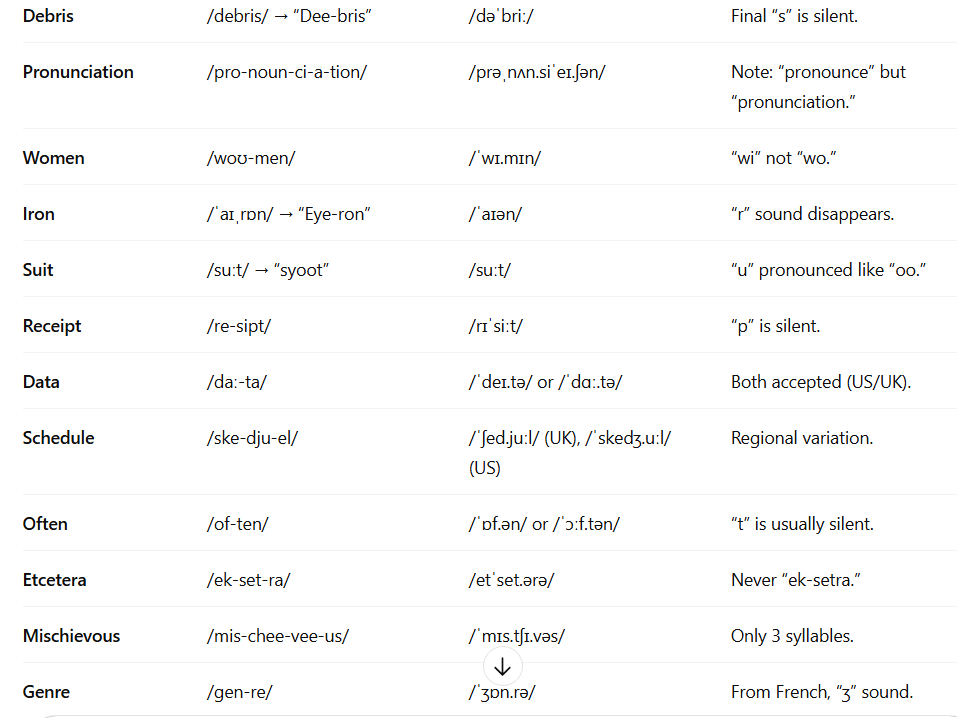 Debris /debris/ → “Dee-bris” /dəˈbriː/ Final “s” is silent.
Pronunciation /pro-noun-ci-a-tion/ /prəˌnʌn.siˈeɪ.ʃən/ Note: “pronounce” but
“pronunciation.”
Women /woʊ-men/ /ˈwɪ.mɪn/ “wi” not “wo.”
Iron /ˈaɪˌrɒn/ → “Eye-ron” /ˈaɪən/ “r” sound disappears.
Suit /suːt/ → “syoot” /suːt/ “u” pronounced like “oo.”
Receipt /re-sipt/ /rɪˈsiːt/ “p” is silent.
Data /daː-ta/ /ˈdeɪ.tə/ or /ˈdɑː.tə/ Both accepted (US/UK).
Schedule /ske-dju-el/ /ˈʃed.juːl/ (UK), /ˈskedʒ.uːl/ Regional variation.
(US)
Often /of-ten/ /ˈɒf.ən/ or /ˈɔːf.tən/ “t” is usually silent.
Etcetera /ek-set-ra/ /etˈset.ərə/ Never “ek-setra.”
Mischievous /mis-chee-vee-us/ /ˈmɪs.tʃɪ.vəs/ Only 3 syllables.
Genre /gen-re/ /ˈʒɒn.rə/ From French, “ʒ” sound.